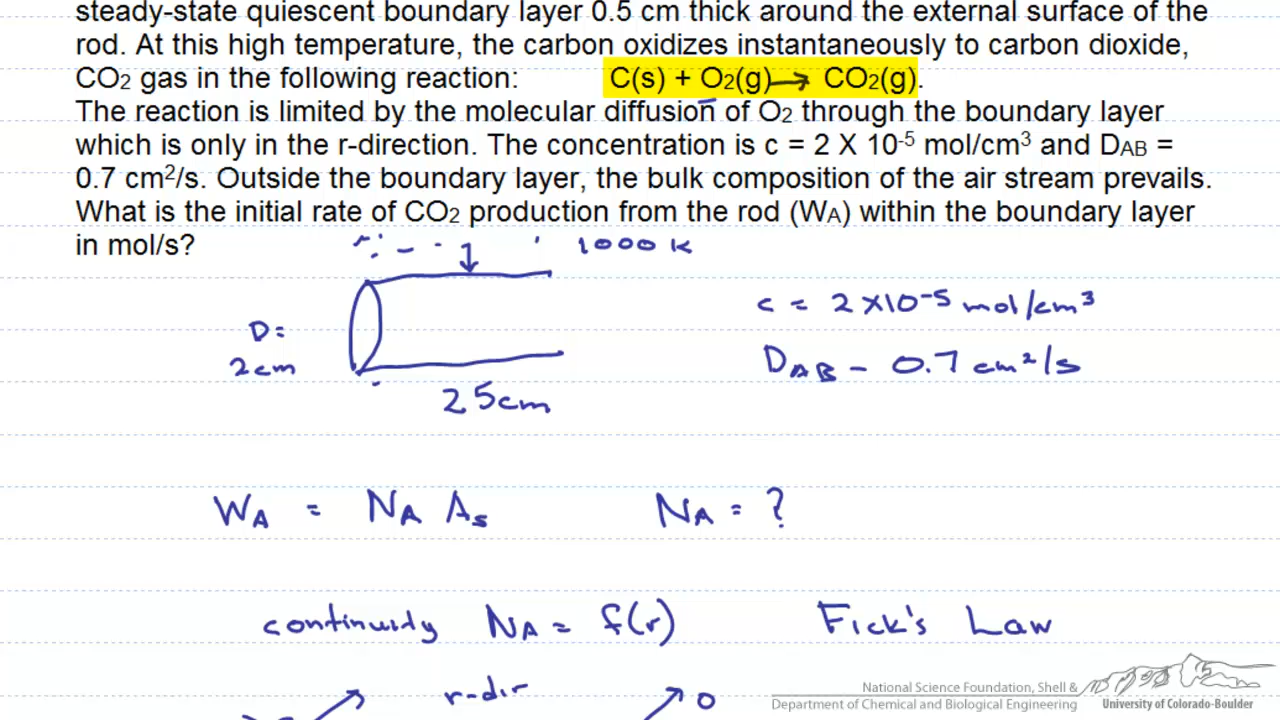 steady-state quiescent boundary layer 0.5 cm thick around the external surface of the
rod. At this high temperature, the carbon oxidizes instantaneously to carbon dioxide,
CO2 gas in the following reaction: C(s) + O2(g)→ CO2(g).
The reaction is limited by the molecular diffusion of O2 through the boundary layer
which is only in the r-direction. The concentration is c = 2 X 10-5 mol/cm3 and DAB =
0.7 cm2/s. Outside the boundary layer, the bulk composition of the air stream prevails.
What is the initial rate of CO2 production from the rod (WA) within the boundary layer
in mol/s?
1000 K
c = 2 X10-5 mol/cm3
D=
2cm
DAB - 0.7 cm2/s
25cm
WA = NA As NA = ?
continuidy NA = f(r) Fick's Law
r-dir
0
National Science Foundation, Shell &
Department of Chemical and Biological Engineering
University of Colorado-Boulder